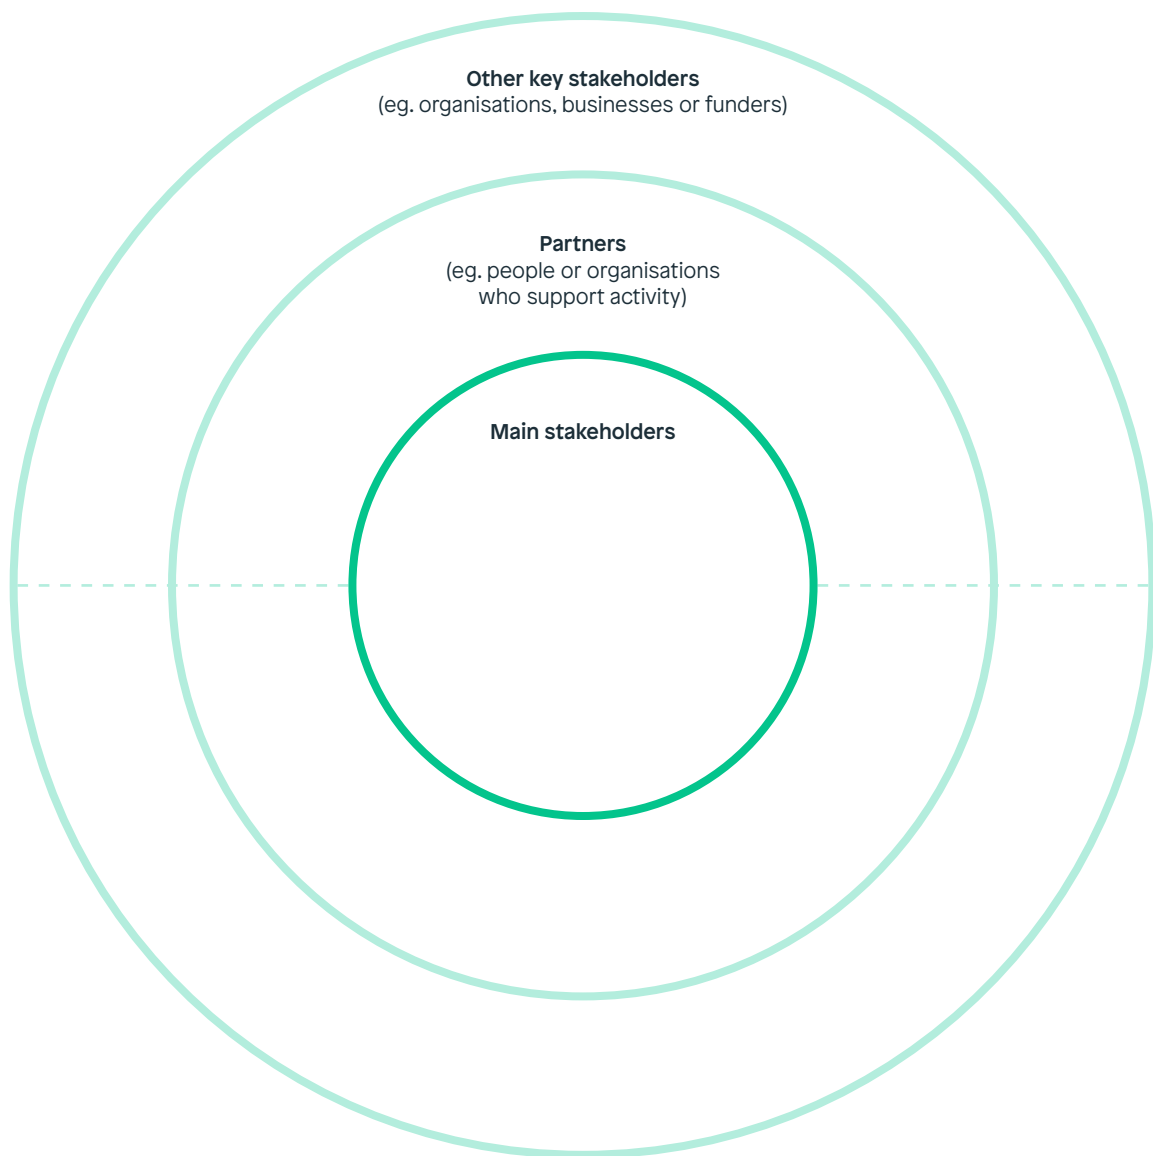 Other key stakeholders
(eg. organisations, businesses or funders)
Partners
(eg. people or organisations
who support activity)
Main stakeholders